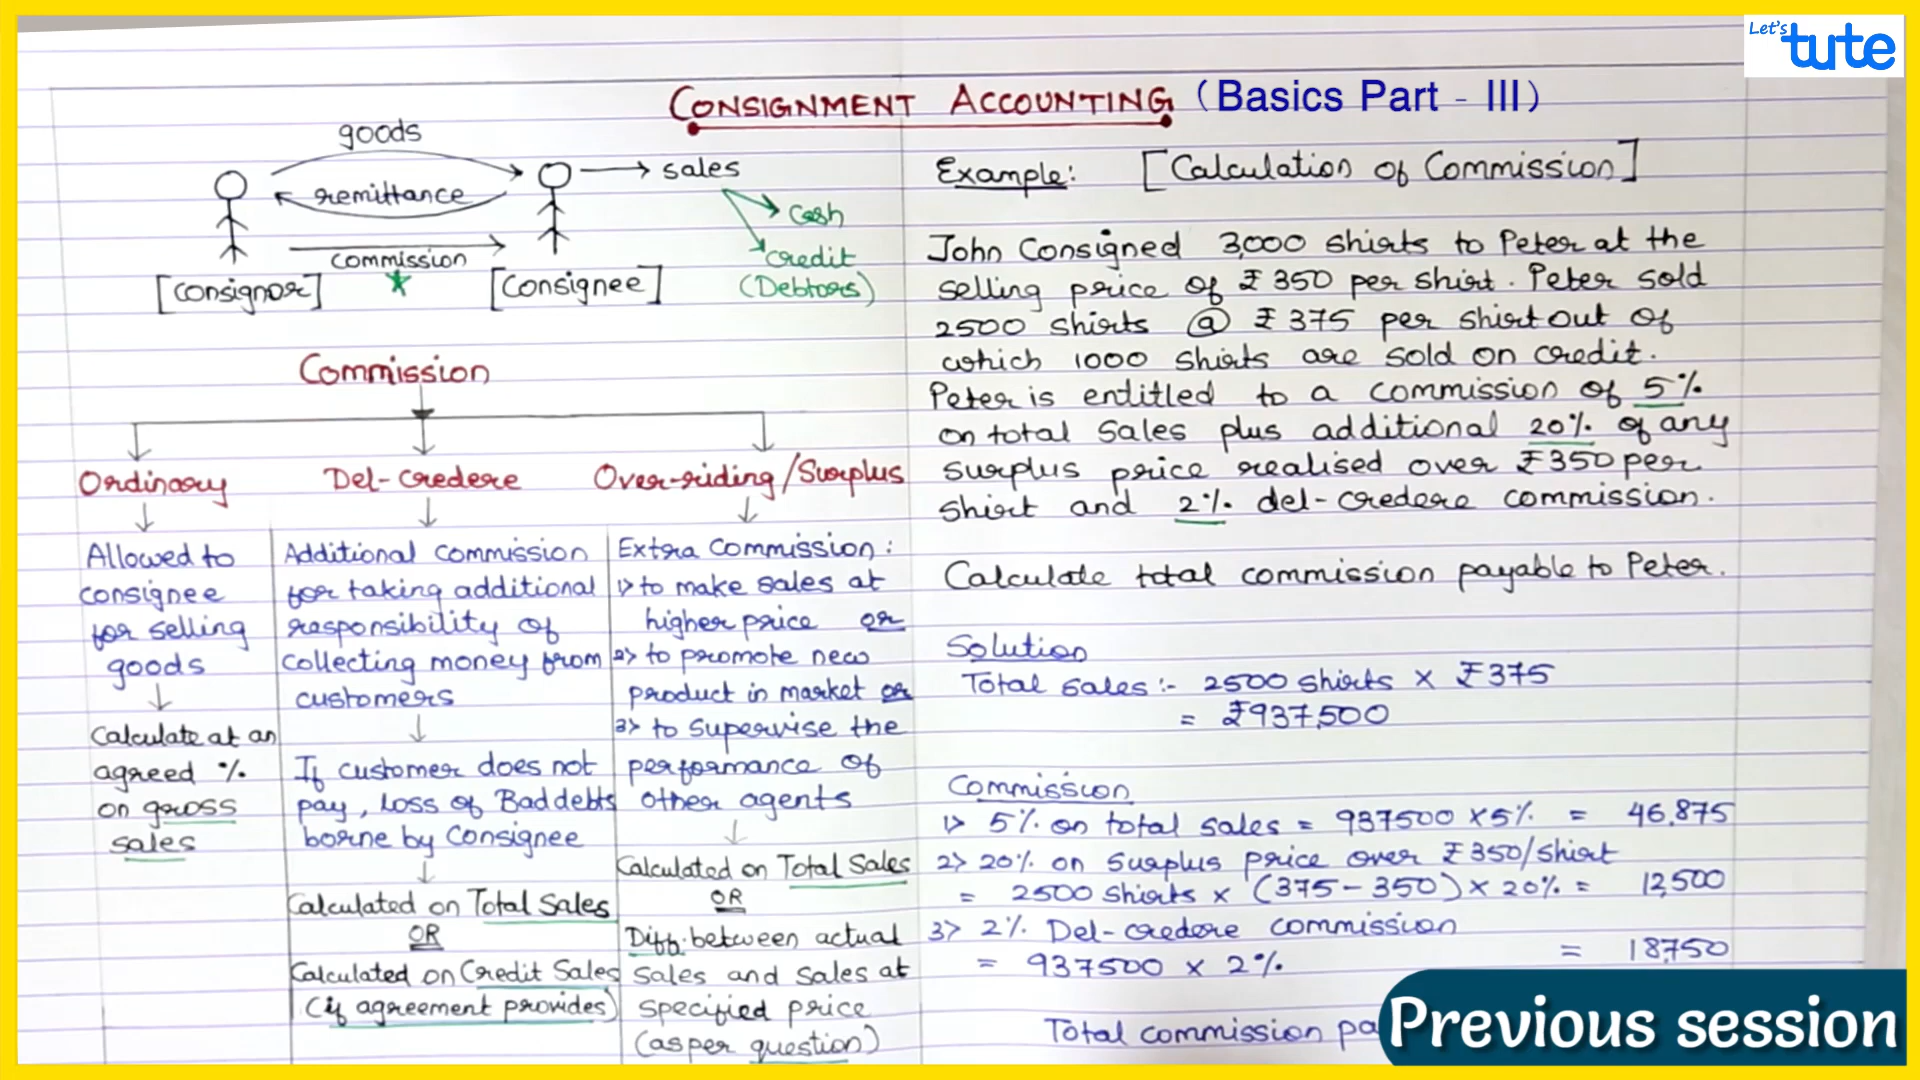 Let's
tute
CONSIGNMENT ACCOUNTING (Basics Part - III)
goods
remittance
sales
cash
credit
(Debtors)
commission
[consignor]
[consignee]
Commission
Ordinary
Allowed to
consignee
for selling
goods
Calculate at an
agreed %
on gross
sales
Del-credere
Additional commission
for taking additional
responsibility of
collecting money from
customers
If customer does not
pay, loss of Bad debts
borne by consignee
Calculated on Total Sales
OR
Calculated on Credit Sales
(if agreement provides)
Over-riding/Surplus
Extra Commission:
1> to make sales at
higher price or
2> to promote new
product in market or
3> to supervise the
performance of
other agents
Calculated on Total Sales
OR
Diff. between actual
sales and sales at
specified price
(as per question)
Example: [Calculation of Commission]
John Consigned 3,000 shirts to Peter at the
selling price of ₹350 per shirt. Peter sold
2500 shirts @ ₹375 per shirt out of
which 1000 shirts are sold on credit.
Peter is entitled to a commission of 5%
on total sales plus additional 20% of any
surplus price realised over ₹350 per
shirt and 2% del-credere commission.
Calculate total commission payable to Peter.
Solution
Total sales :- 2500 shirts × ₹375
= ₹937,500
Commission
1> 5% on total sales = 937500 × 5% = 46,875
2> 20% on surplus price over ₹350/shirt
= 2500 shirts × (375-350) × 20% = 12,500
3> 2% Del-credere commission
= 937500 × 2% = 18,750
Total commission
Previous session